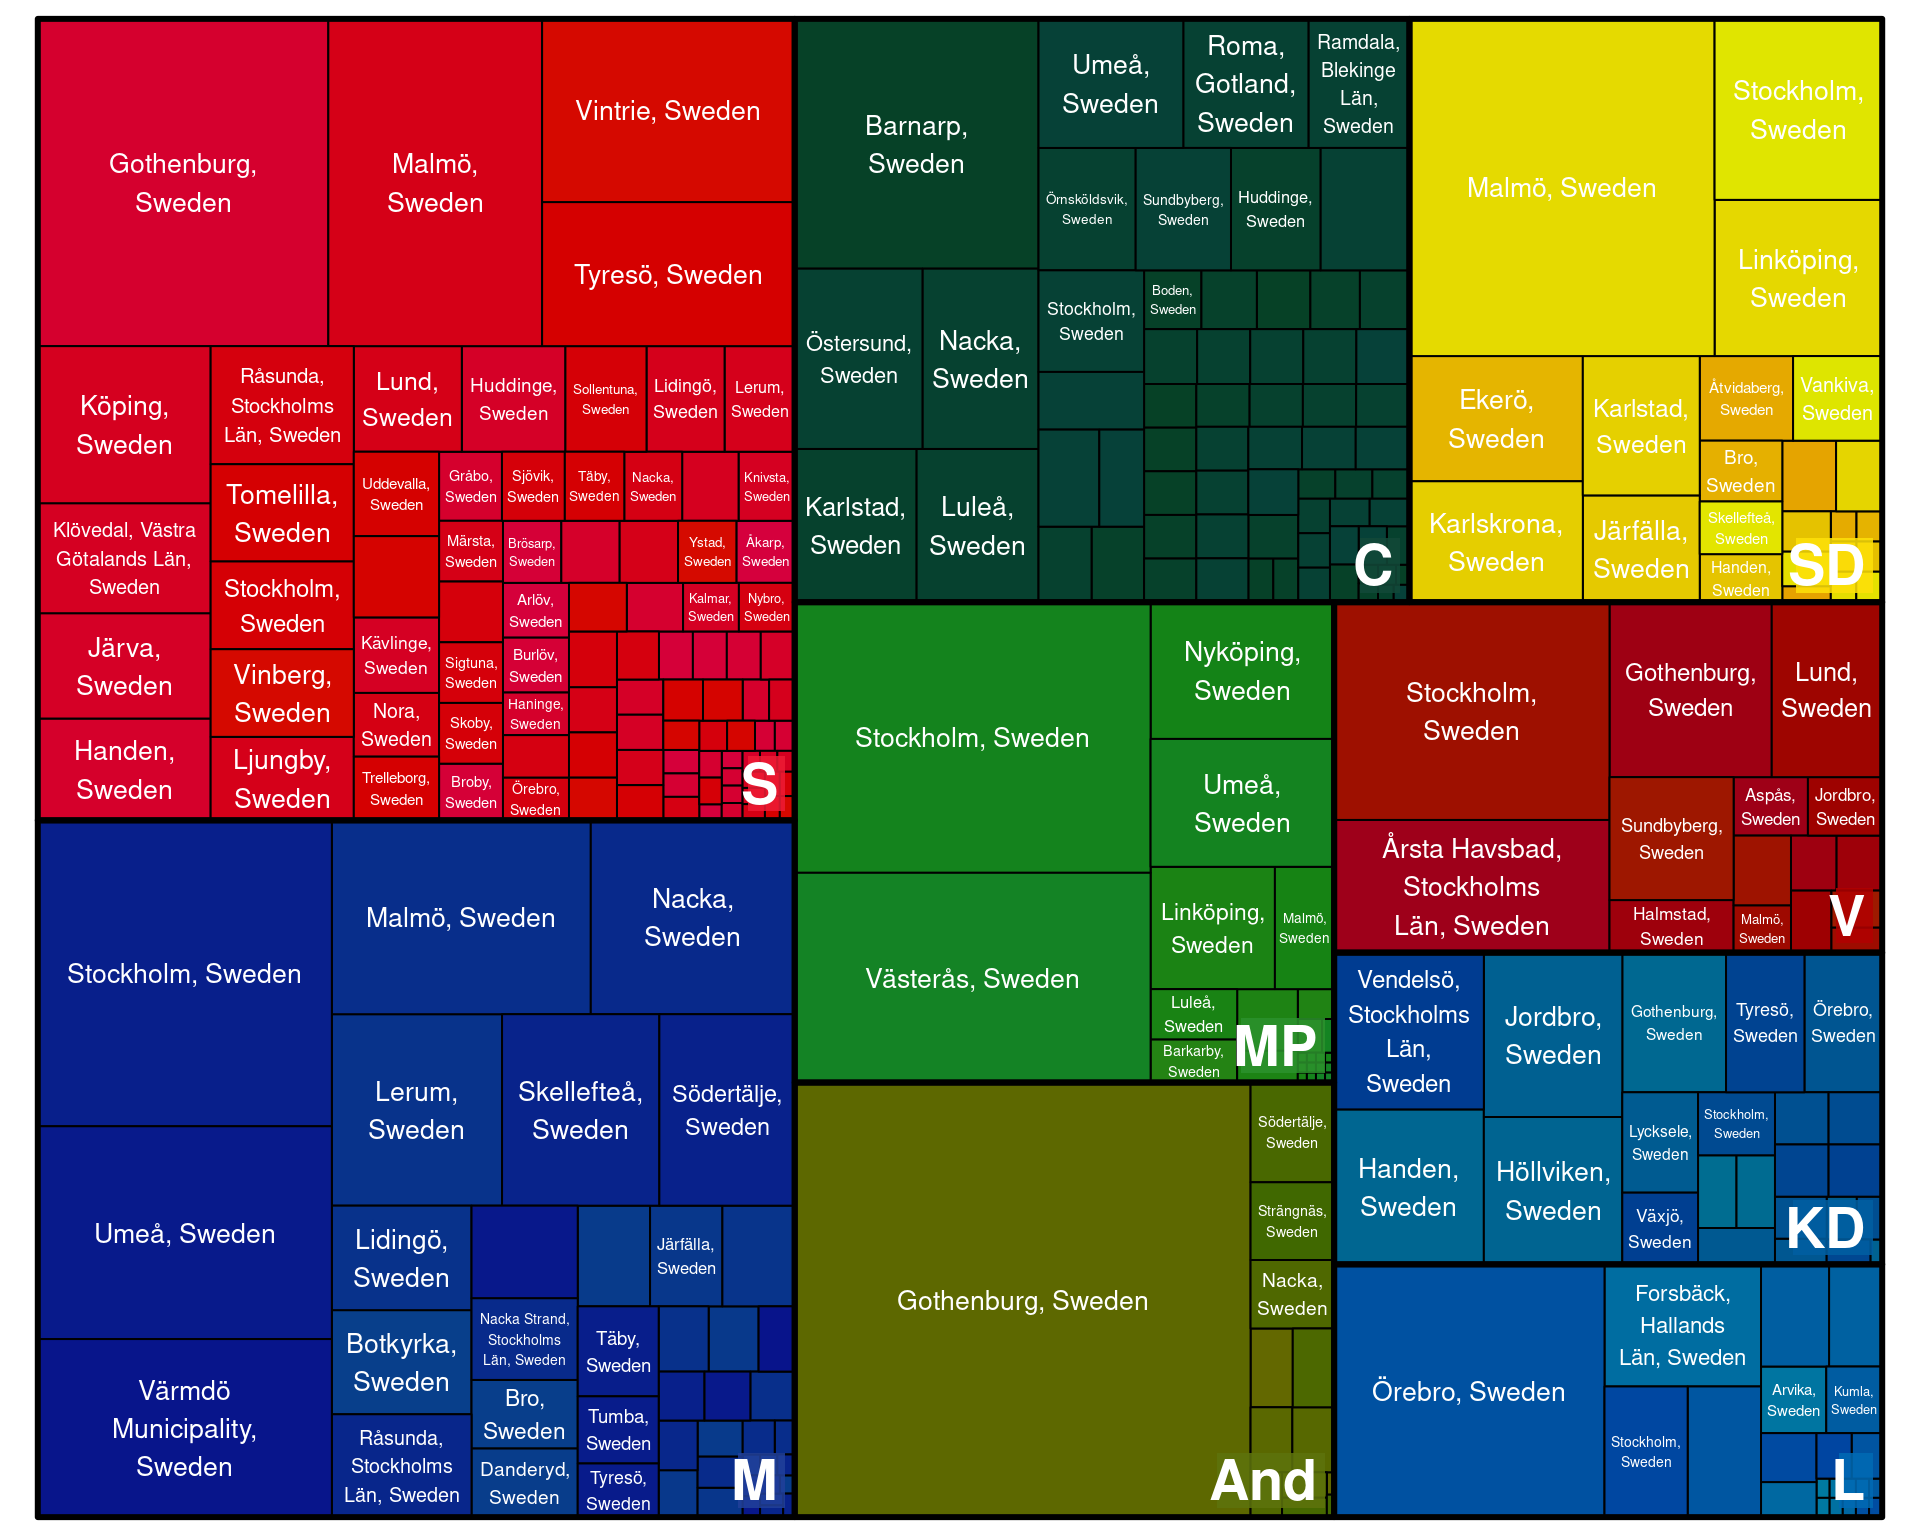 Gothenburg,
Sweden
Malmö,
Sweden
Vintrie, Sweden
Tyresö, Sweden
Köping,
Sweden
Råsunda,
Stockholms
Län, Sweden
Lund,
Sweden
Huddinge,
Sweden
Sollentuna,
Sweden
Lidingö,
Sweden
Lerum,
Sweden
Klövedal, Västra
Götalands Län,
Sweden
Tomelilla,
Sweden
Uddevalla,
Sweden
Gråbo,
Sweden
Sjövik,
Sweden
Täby,
Sweden
Nacka,
Sweden
Knivsta,
Sweden
Märsta,
Sweden
Brösarp,
Sweden
Ystad,
Sweden
Åkarp,
Sweden
Stockholm,
Sweden
Arlöv,
Sweden
Kalmar,
Sweden
Nybro,
Sweden
Järva,
Sweden
Kävlinge,
Sweden
Sigtuna,
Sweden
Burlöv,
Sweden
Vinberg,
Sweden
Nora,
Sweden
Haninge,
Sweden
Skoby,
Sweden
Handen,
Sweden
Ljungby,
Sweden
Trelleborg,
Sweden
Broby,
Sweden
Örebro,
Sweden
S
Stockholm, Sweden
Malmö, Sweden
Nacka,
Sweden
Lerum,
Sweden
Skellefteå,
Sweden
Södertälje,
Sweden
Umeå, Sweden
Lidingö,
Sweden
Järfälla,
Sweden
Nacka Strand,
Stockholms
Län, Sweden
Botkyrka,
Sweden
Täby,
Sweden
Värmdö
Municipality,
Sweden
Bro,
Sweden
Råsunda,
Stockholms
Län, Sweden
Tumba,
Sweden
Danderyd,
Sweden
Tyresö,
Sweden
M
Barnarp,
Sweden
Umeå,
Sweden
Roma,
Gotland,
Sweden
Ramdala,
Blekinge
Län,
Sweden
Örnsköldsvik,
Sweden
Sundbyberg,
Sweden
Huddinge,
Sweden
Östersund,
Sweden
Nacka,
Sweden
Stockholm,
Sweden
Boden,
Sweden
Karlstad,
Sweden
Luleå,
Sweden
C
Malmö, Sweden
Stockholm,
Sweden
Linköping,
Sweden
Ekerö,
Sweden
Karlstad,
Sweden
Åtvidaberg,
Sweden
Vankiva,
Sweden
Bro,
Sweden
Karlskrona,
Sweden
Järfälla,
Sweden
Skellefteå,
Sweden
Handen,
Sweden
SD
Stockholm, Sweden
Nyköping,
Sweden
Umeå,
Sweden
Västerås, Sweden
Linköping,
Sweden
Malmö,
Sweden
Luleå,
Sweden
Barkarby,
Sweden
MP
Stockholm,
Sweden
Gothenburg,
Sweden
Lund,
Sweden
Årsta Havsbad,
Stockholms
Län, Sweden
Sundbyberg,
Sweden
Aspås,
Sweden
Jordbro,
Sweden
Halmstad,
Sweden
Malmö,
Sweden
V
Gothenburg, Sweden
Södertälje,
Sweden
Strängnäs,
Sweden
Nacka,
Sweden
And
Vendelsö,
Stockholms
Län,
Sweden
Jordbro,
Sweden
Gothenburg,
Sweden
Tyresö,
Sweden
Örebro,
Sweden
Handen,
Sweden
Höllviken,
Sweden
Lycksele,
Sweden
Stockholm,
Sweden
Växjö,
Sweden
KD
Örebro, Sweden
Forsbäck,
Hallands
Län, Sweden
Stockholm,
Sweden
Arvika,
Sweden
Kumla,
Sweden
L